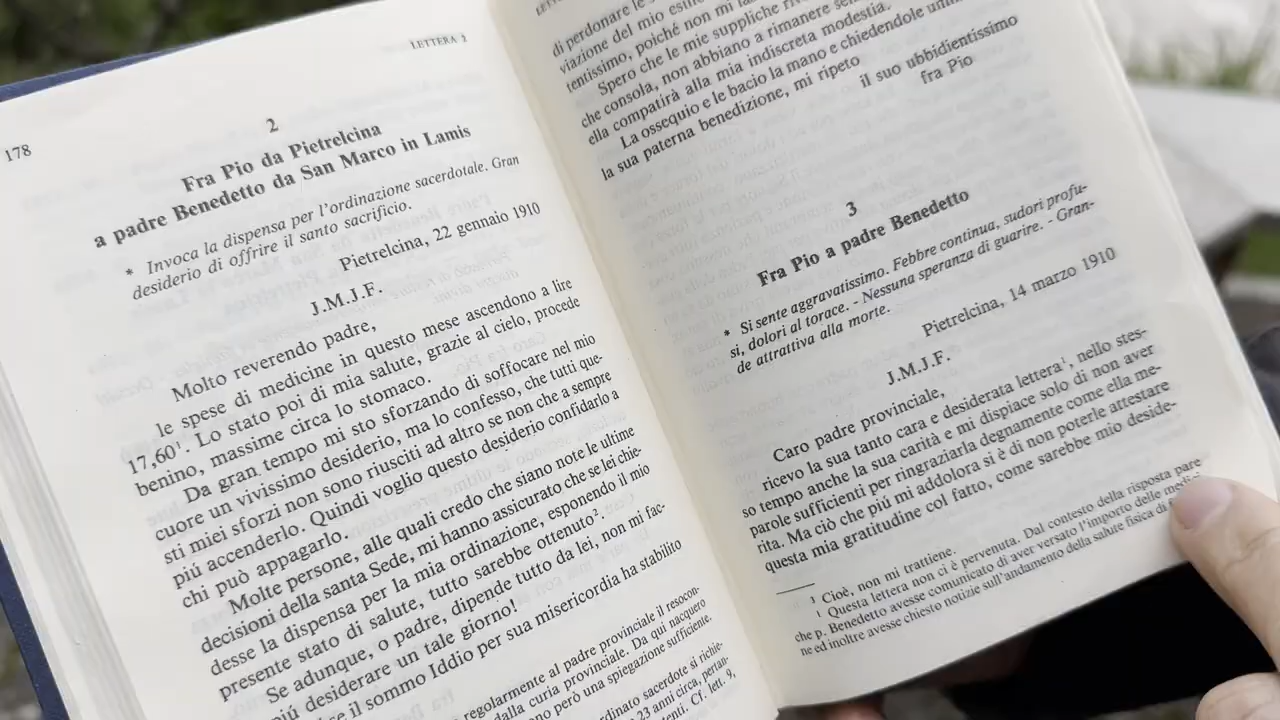 178
LETTERA 2
2
Fra Pio da Pietrelcina
a padre Benedetto da San Marco in Lamis
* Invoca la dispensa per l'ordinazione sacerdotale. Gran
desiderio di offrire il santo sacrificio.
Pietrelcina, 22 gennaio 1910
J.M.J.F.
Molto reverendo padre,
le spese di medicine in questo mese ascendono a lire
17,60¹. Lo stato poi di mia salute, grazie al cielo, procede
benino, massime circa lo stomaco.
Da gran tempo mi sto sforzando di soffocare nel mio
cuore un vivissimo desiderio, ma lo confesso, che tutti que-
sti miei sforzi non sono riusciti ad altro se non che a sempre
piú accenderlo. Quindi voglio questo desiderio confidarlo a
chi può appagarlo.
Molte persone, alle quali credo che siano note le ultime
decisioni della santa Sede, mi hanno assicurato che se lei chie-
desse la dispensa per la mia ordinazione, esponendo il mio
presente stato di salute, tutto sarebbe ottenuto².
Se adunque, o padre, dipende tutto da lei, non mi fac-
piú desiderare un tale giorno!
il sommo Iddio per sua misericordia ha stabilito
regolarmente al padre provinciale il resocon-
dalla curia provinciale. Da qui nacquero
però una spiegazione sufficiente.
sacerdote si richie-
23 anni circa, pertan-
Cf. lett. 9,
di perdonare le
viazione del mio
tentissimo, poiché non mi
Spero che le mie suppliche
che consola, non abbiano a rimanere
ella compatirà alla mia indiscreta modestia.
La ossequio e le bacio la mano e chiedendole
la sua paterna benedizione, mi ripeto
il suo ubbidientissimo
fra Pio
3
Fra Pio a padre Benedetto
* Si sente aggravatissimo. Febbre continua, sudori profu-
si, dolori al torace. - Nessuna speranza di guarire. - Gran-
de attrattiva alla morte.
Pietrelcina, 14 marzo 1910
J.M.J.F.
Caro padre provinciale,
ricevo la sua tanto cara e desiderata lettera¹, nello stes-
so tempo anche la sua carità e mi dispiace solo di non aver
parole sufficienti per ringraziarla degnamente come ella me-
rita. Ma ciò che piú mi addolora si è di non poterle attestare
questa mia gratitudine col fatto, come sarebbe mio deside-
³ Cioè, non mi trattiene.
¹ Questa lettera non ci è pervenuta. Dal contesto della risposta pare
che p. Benedetto avesse comunicato di aver versato l'importo delle
ne ed inoltre avesse chiesto notizie sull'andamento della salute fisica